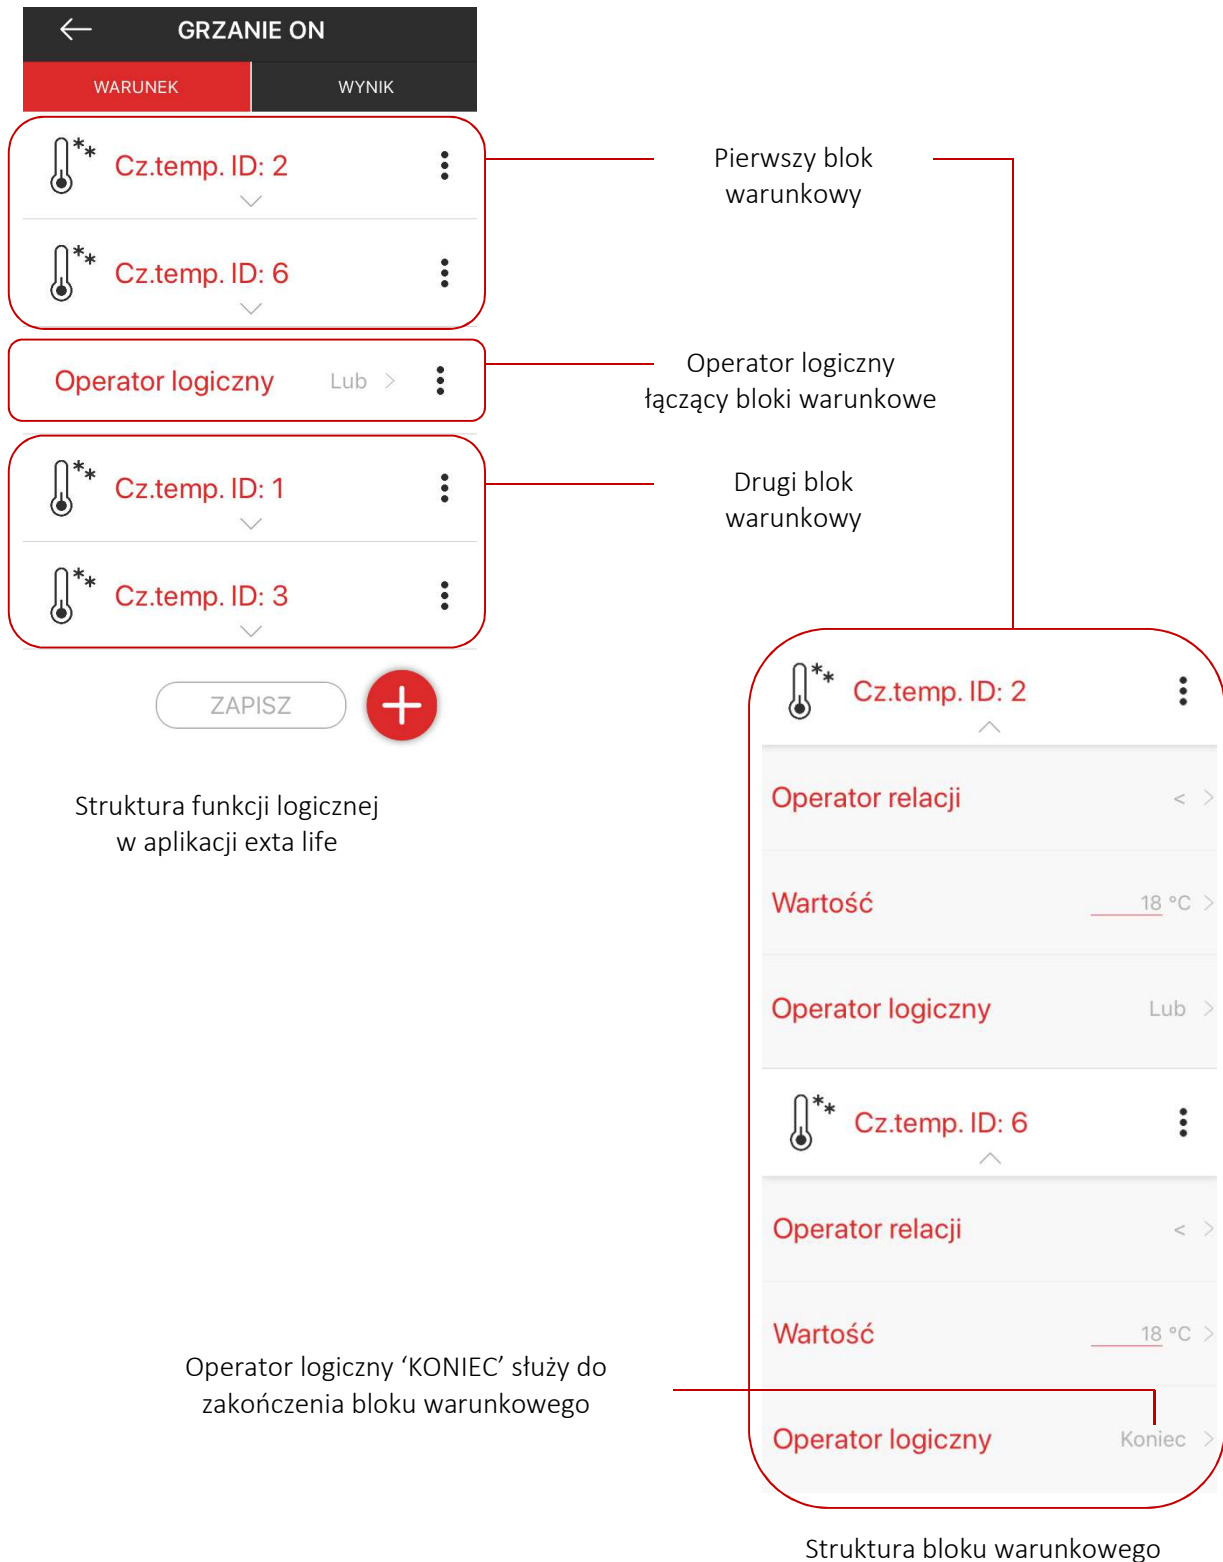 GRZANIE ON
WARUNEK
WYNIK
Cz.temp. ID: 2
Cz.temp. ID: 6
Operator logiczny Lub >
Cz.temp. ID: 1
Cz.temp. ID: 3
ZAPISZ
Struktura funkcji logicznej
w aplikacji exta life
Pierwszy blok
warunkowy
Operator logiczny
łączący bloki warunkowe
Drugi blok
warunkowy
Cz.temp. ID: 2
Operator relacji < >
Wartość 18 °C >
Operator logiczny Lub >
Cz.temp. ID: 6
Operator relacji < >
Wartość 18 °C >
Operator logiczny Koniec >
Operator logiczny ‘KONIEC’ służy do
zakończenia bloku warunkowego
Struktura bloku warunkowego